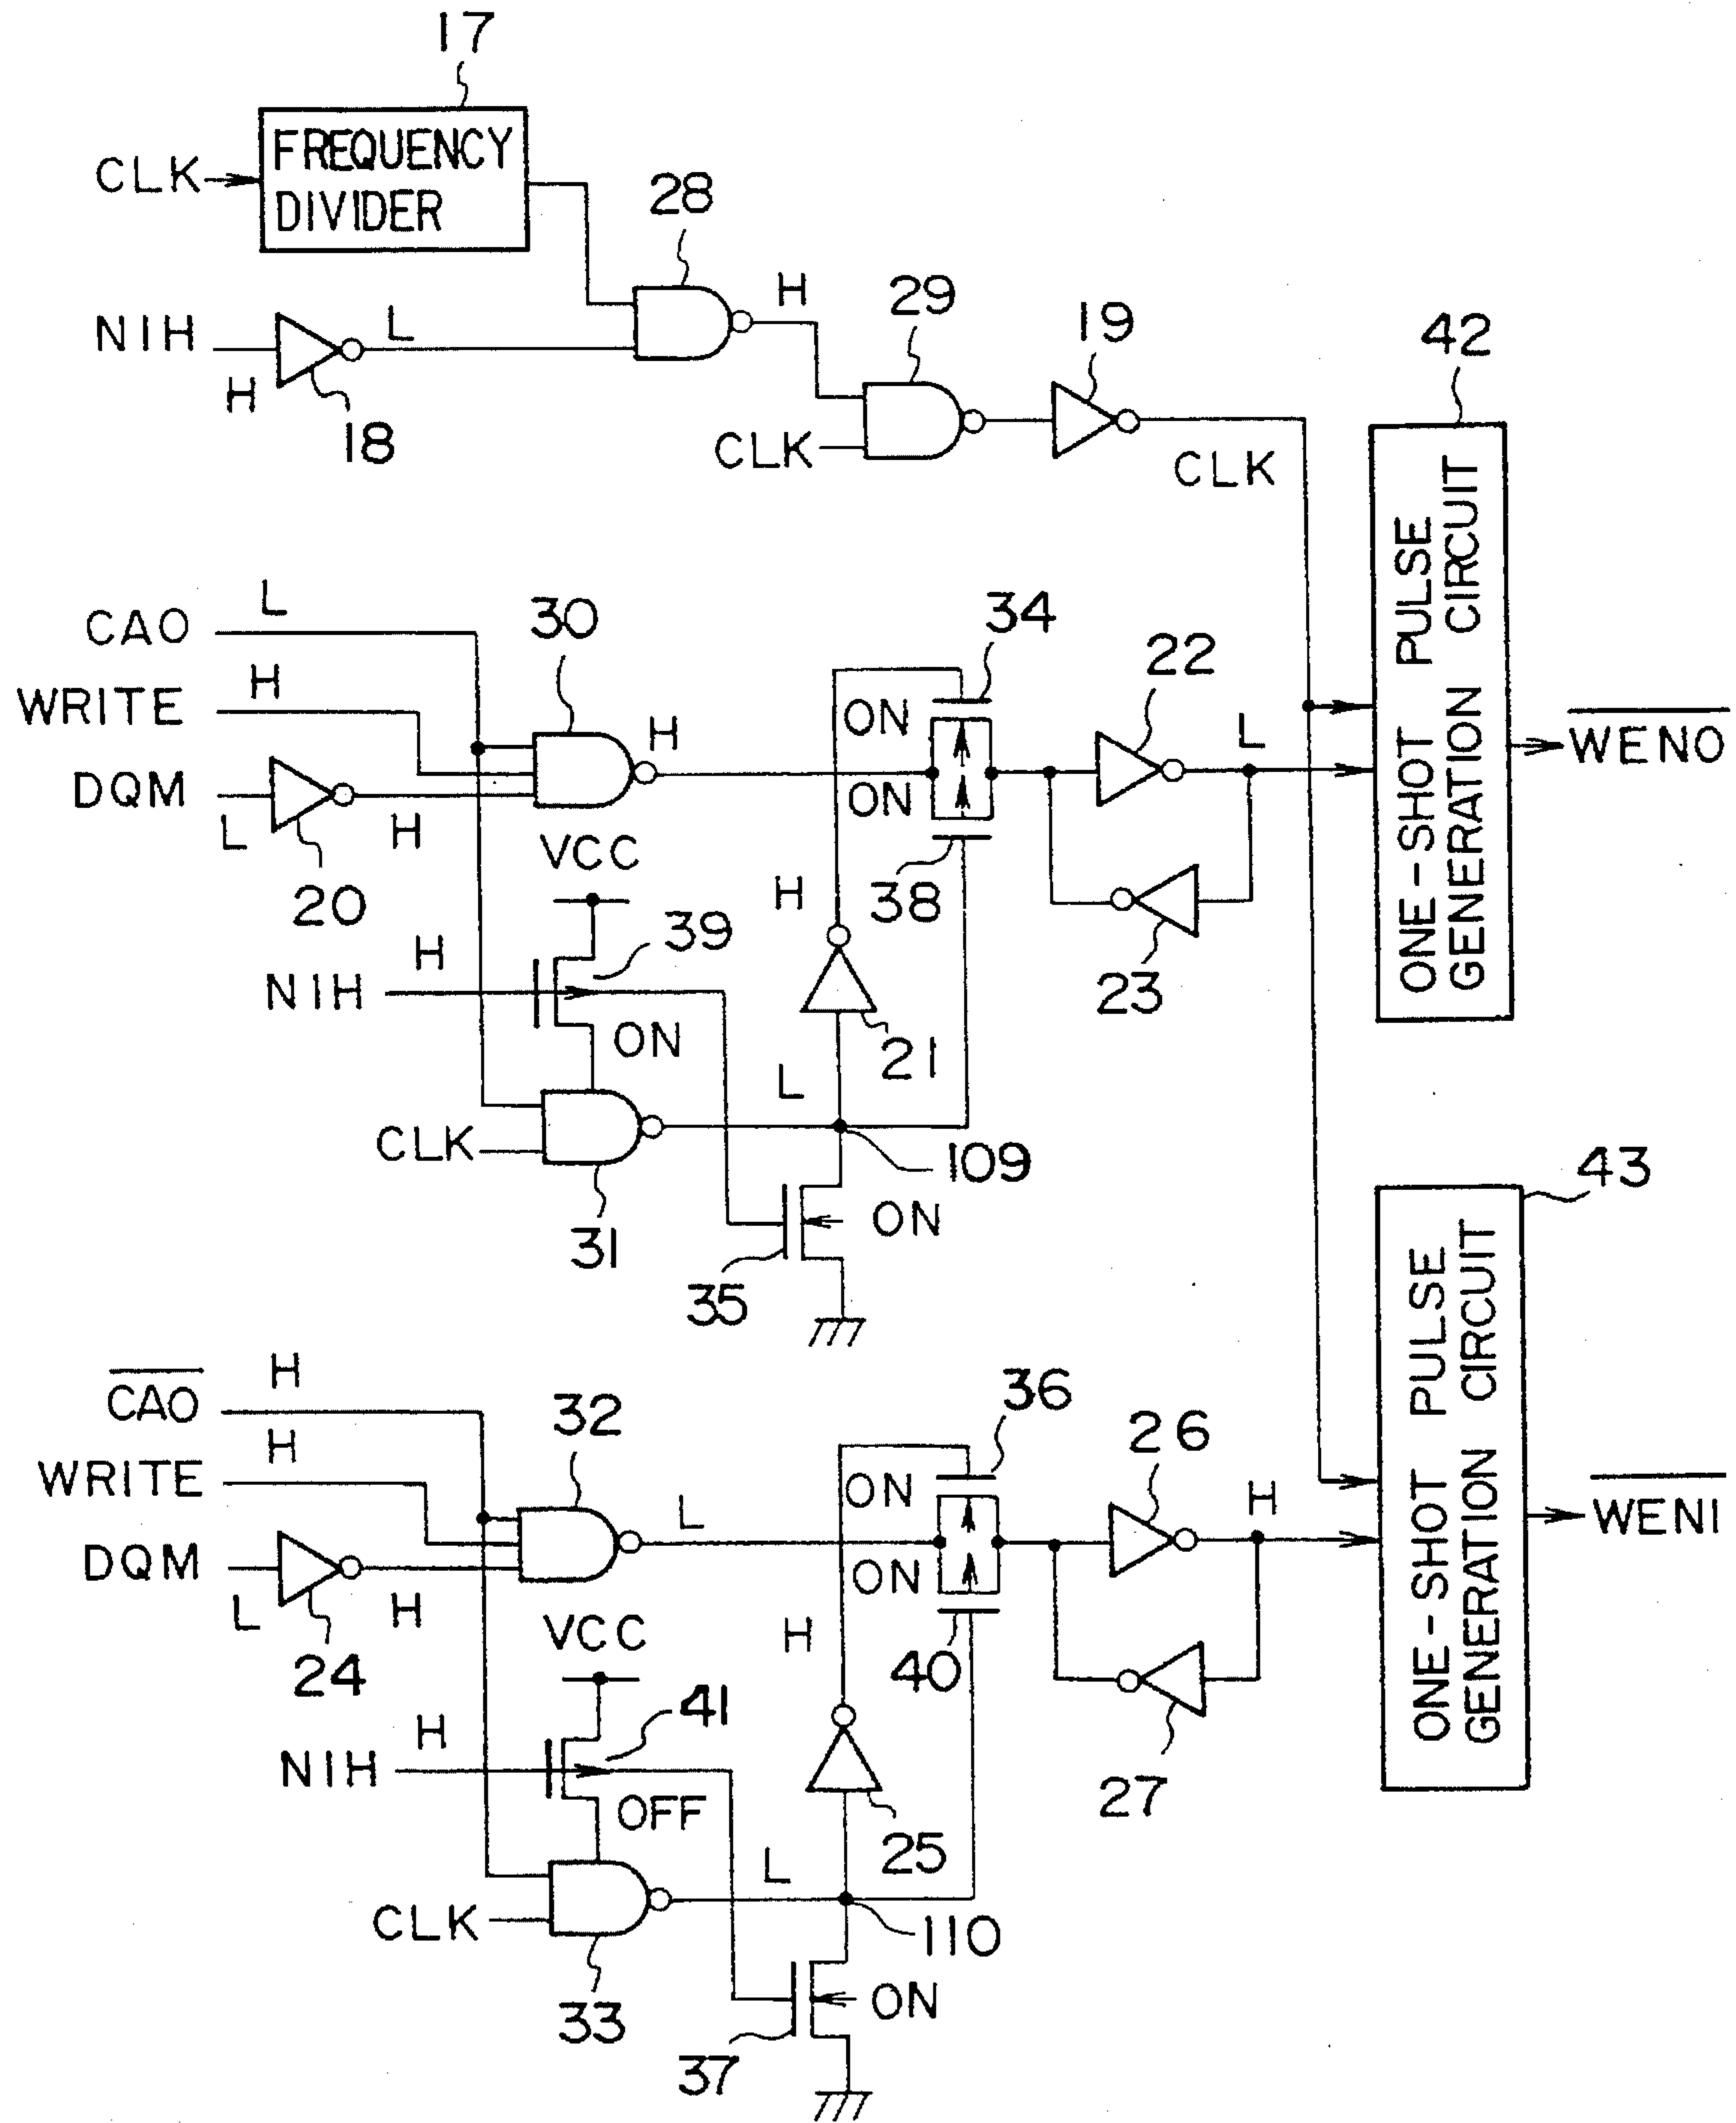 17
FREQUENCY
DIVIDER
CLK
28
H
NIH
L
H
18
29
CLK
19
CLK
42
ONE-SHOT PULSE
GENERATION CIRCUIT
WENO
CAO
L
WRITE
H
DQM
L
H
20
30
H
VCC
NIH
H
39
ON
CLK
31
L
109
35
ON
H
21
34
ON
ON
38
22
L
23
43
ONE-SHOT PULSE
GENERATION CIRCUIT
WENI
CAO
H
WRITE
H
DQM
L
H
24
32
L
VCC
NIH
H
41
OFF
CLK
33
L
110
37
ON
H
25
36
ON
ON
40
26
H
27